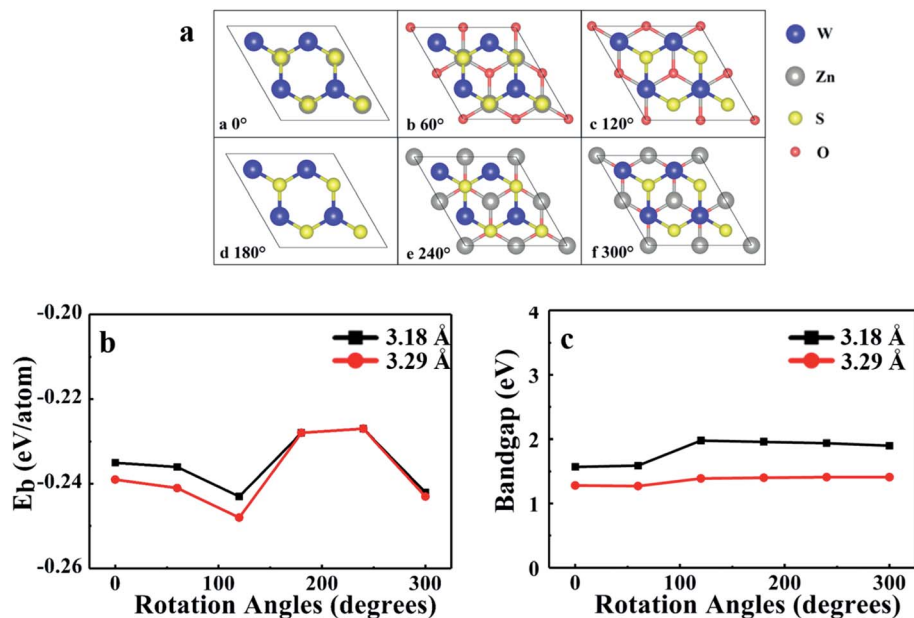 a
W
Zn
S
O
a 0°
b 60°
c 120°
d 180°
e 240°
f 300°
b
3.18 Å
3.29 Å
-0.20
-0.22
-0.24
-0.26
Eb (eV/atom)
0
100
200
300
Rotation Angles (degrees)
c
3.18 Å
3.29 Å
4
3
2
1
0
Bandgap (eV)
0
100
200
300
Rotation Angles (degrees)